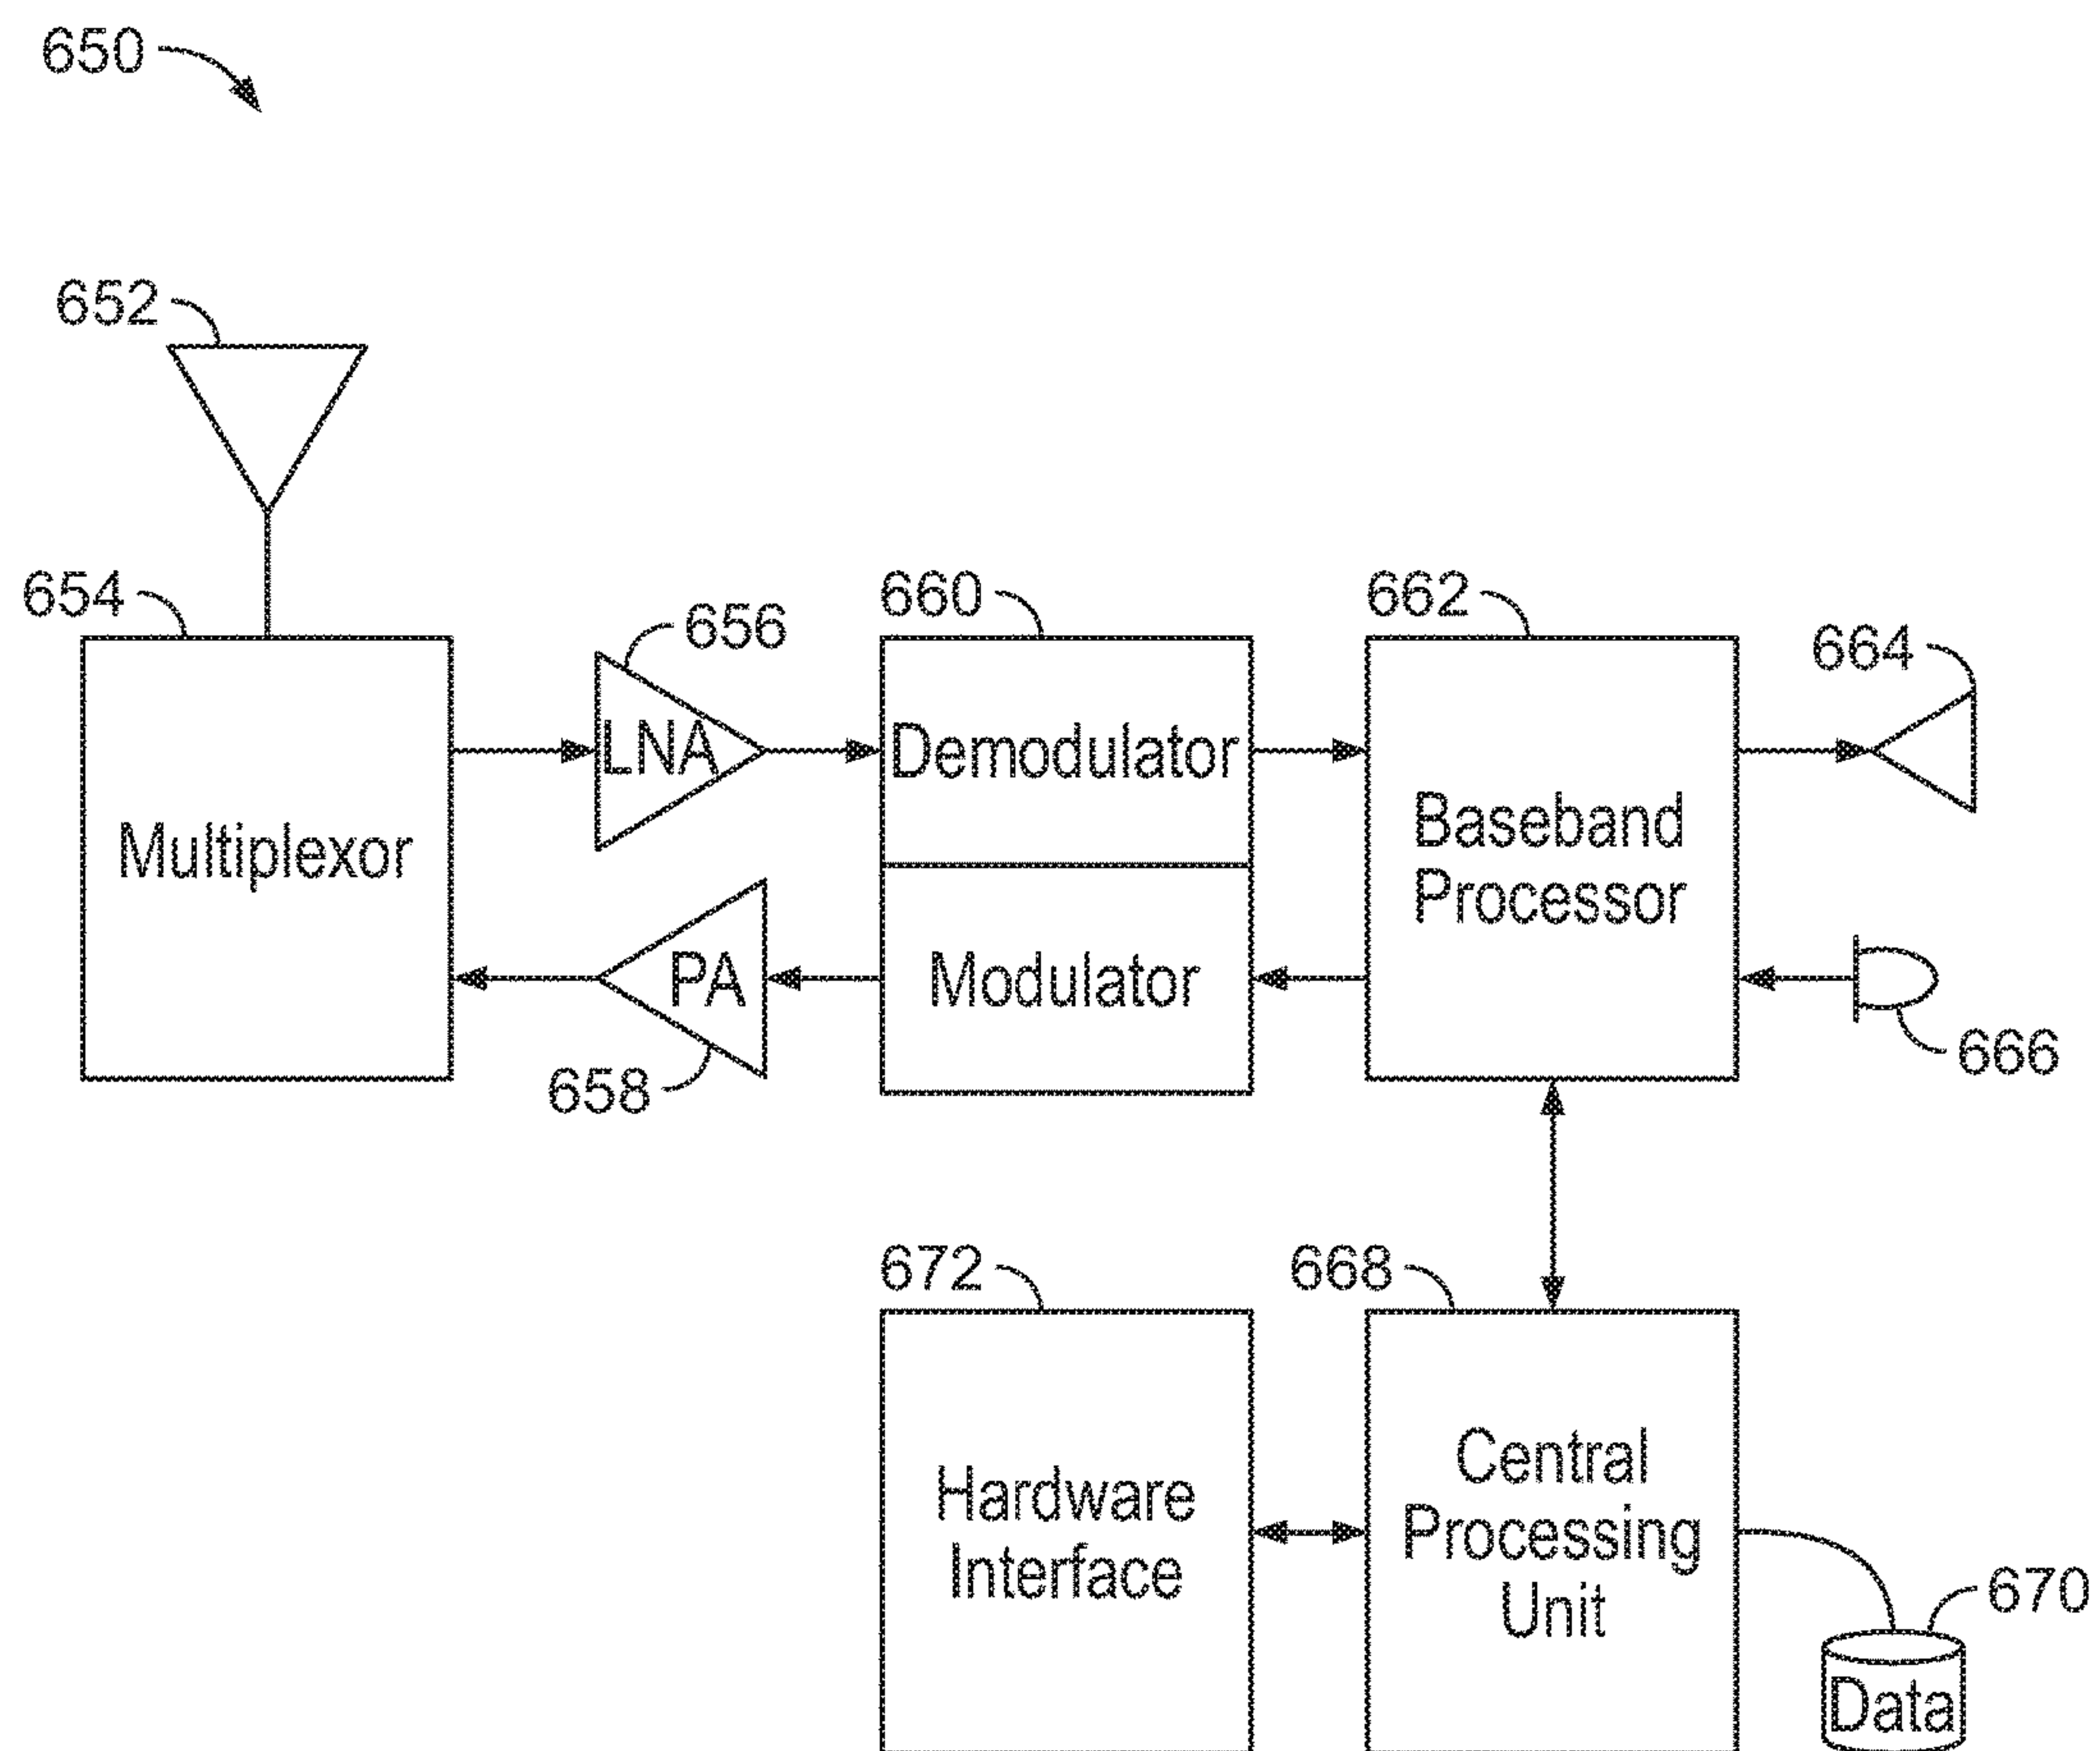 650
652
654
656
660
662
664
LNA
Demodulator
Multiplexor
Baseband
Processor
PA
Modulator
658
666
672
668
Hardware
Interface
Central
Processing
Unit
670
Data